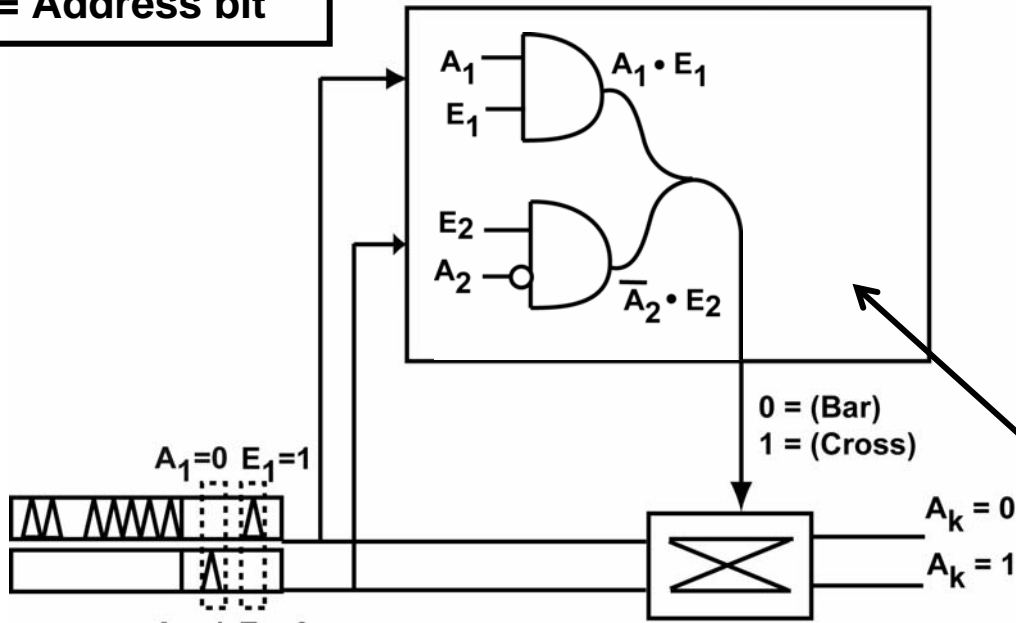 = Address bit
A1
E1
A1 • E1
E2
A2
A̅2 • E2
0 = (Bar)
1 = (Cross)
A1=0 E1=1
Ak = 0
Ak = 1